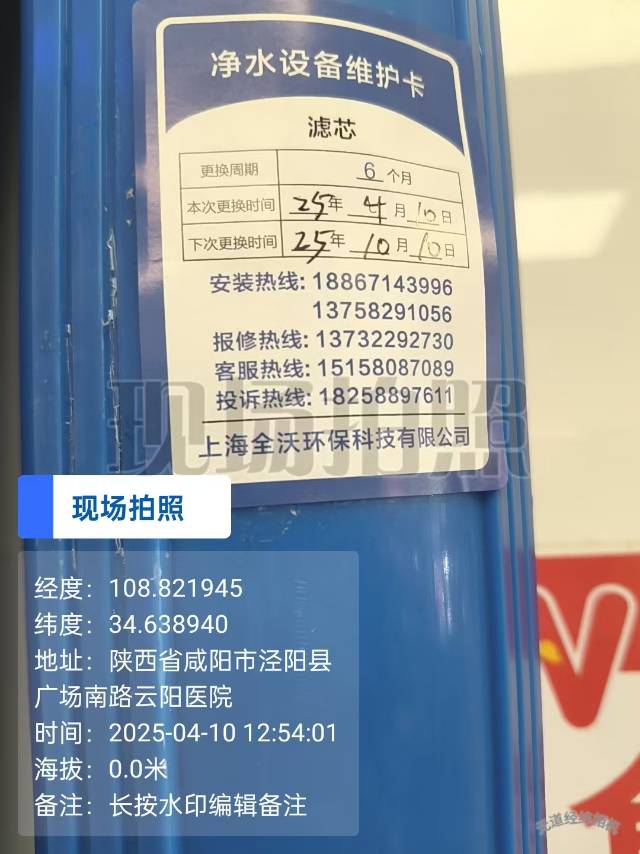 净水设备维护卡
滤芯
更换周期 6个月
本次更换时间 25年 4月 10日
下次更换时间 25年 10月 10日
安装热线: 18867143996
13758291056
报修热线: 13732292730
客服热线: 15158087089
投诉热线: 18258897611
上海全沃环保科技有限公司
现场拍照
现场拍照
经度: 108.821945
纬度: 34.638940
地址: 陕西省咸阳市泾阳县
广场南路云阳医院
时间: 2025-04-10 12:54:01
海拔: 0.0米
备注: 长按水印编辑备注